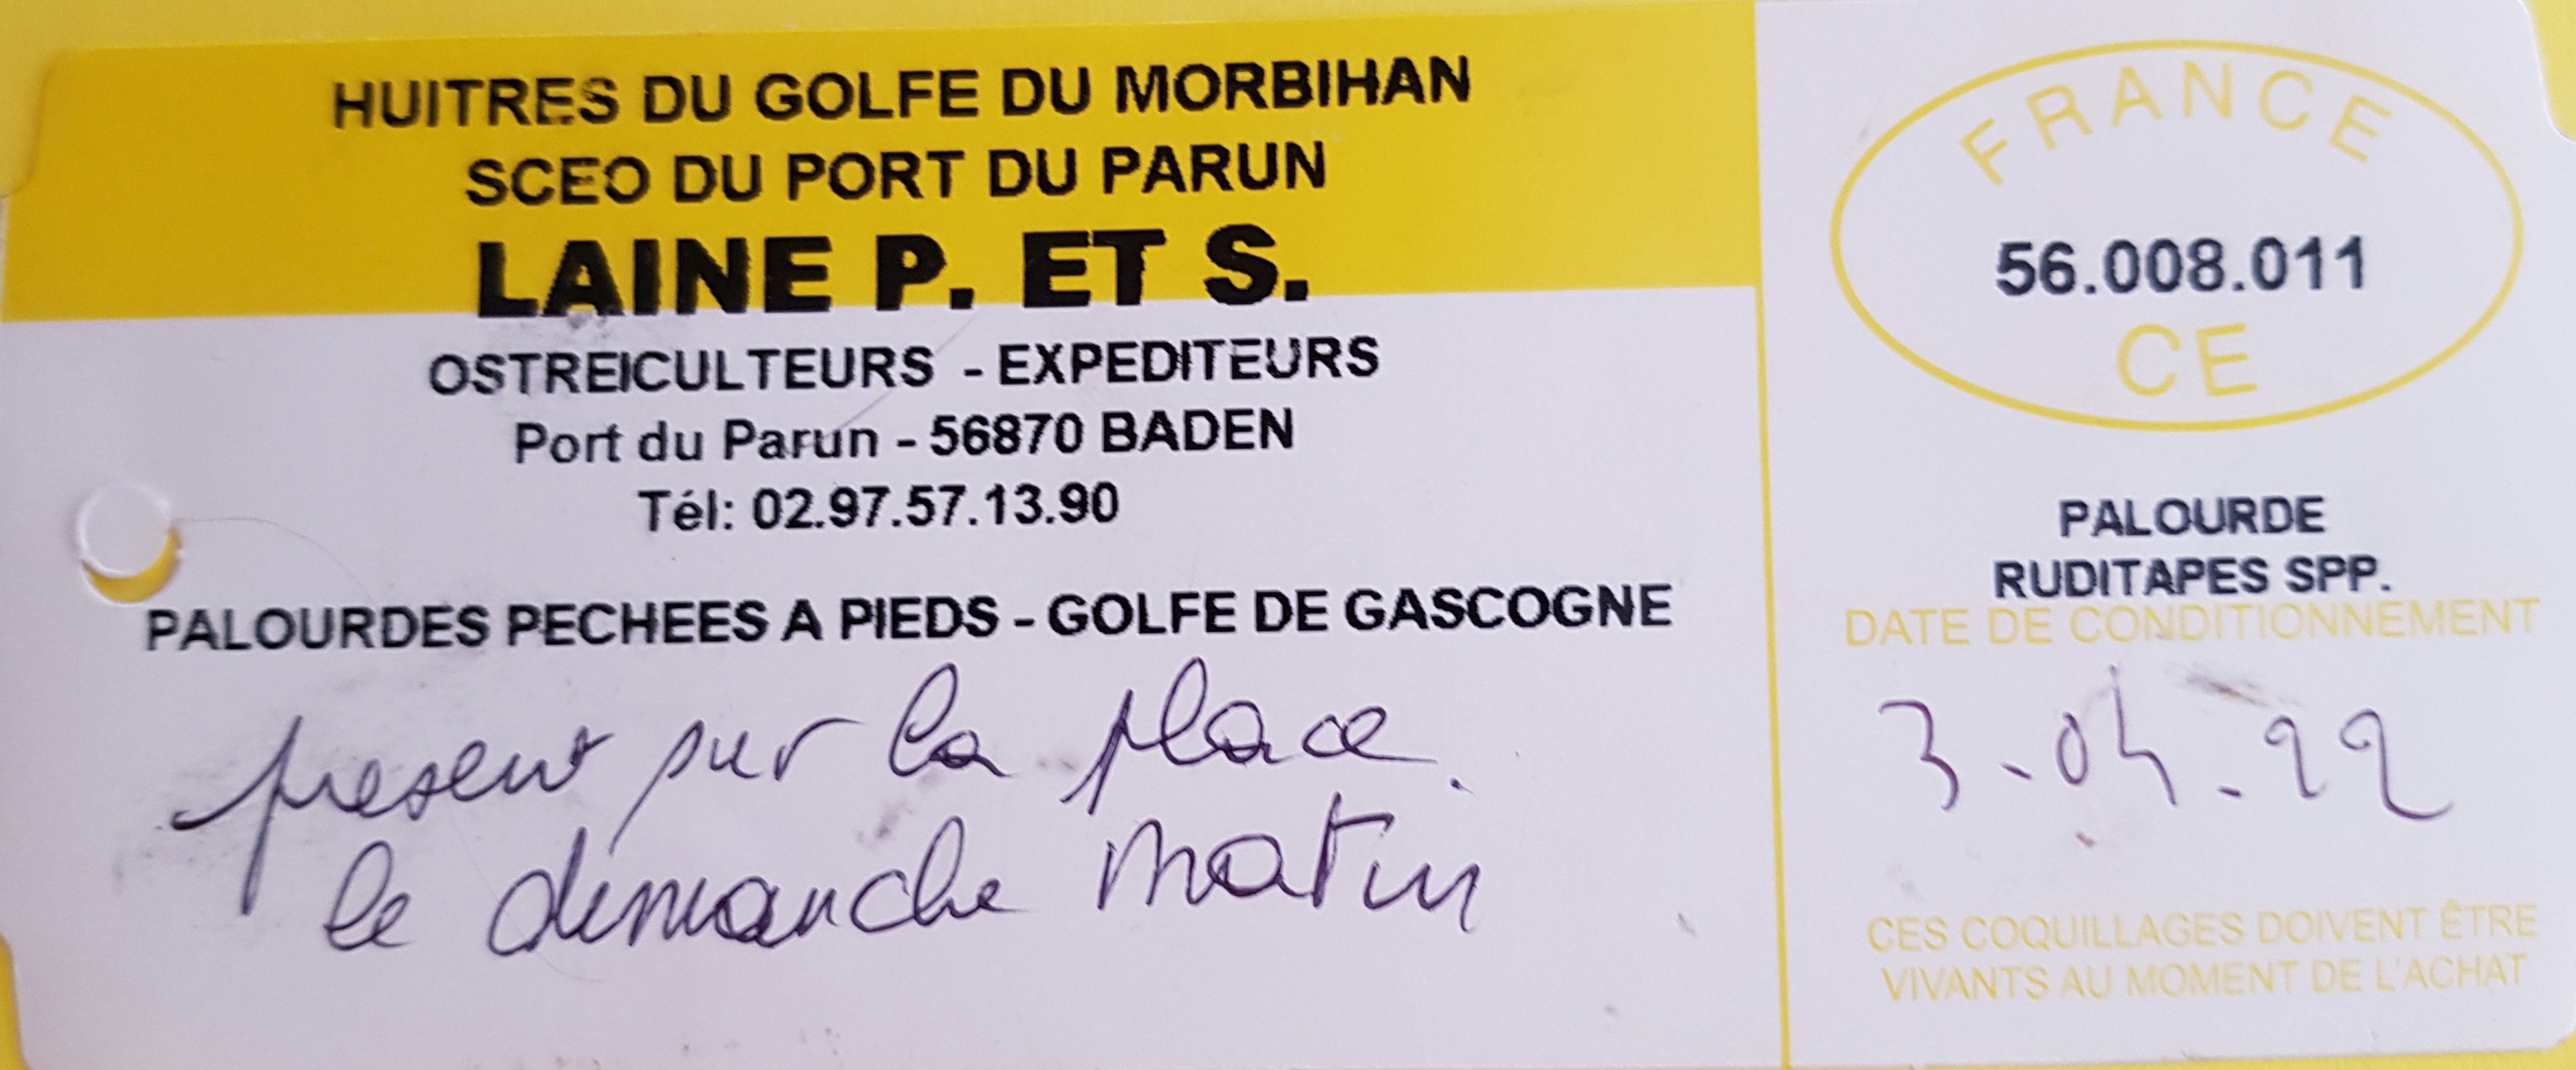 HUITRES DU GOLFE DU MORBIHAN
SCEO DU PORT DU PARUN
LAINE P. ET S.
OSTREICULTEURS - EXPEDITEURS
Port du Parun - 56870 BADEN
Tél: 02.97.57.13.90
PALOURDES PECHEES A PIEDS - GOLFE DE GASCOGNE
present sur la place.
le dimanche matin
FRANCE
56.008.011
CE
PALOURDE
RUDITAPES SPP.
DATE DE CONDITIONNEMENT
3-04-22
CES COQUILLAGES DOIVENT ÊTRE
VIVANTS AU MOMENT DE L'ACHAT